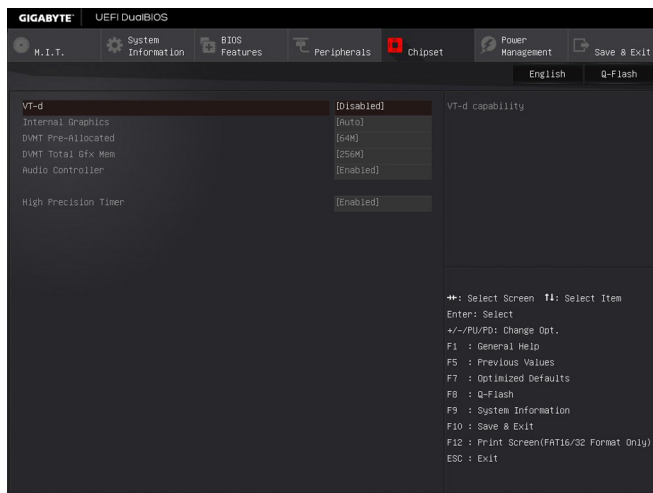 GIGABYTE™ UEFI DualBIOS
M.I.T. System Information BIOS Features Peripherals Chipset Power Management Save & Exit
English Q-Flash
VT-d [Disabled] VT-d capability
Internal Graphics [Auto]
DVMT Pre-Allocated [64M]
DVMT Total Gfx Mem [256M]
Audio Controller [Enabled]
High Precision Timer [Enabled]
→←: Select Screen ↑↓: Select Item
Enter: Select
+/-/PU/PD: Change Opt.
F1 : General Help
F5 : Previous Values
F7 : Optimized Defaults
F8 : Q-Flash
F9 : System Information
F10 : Save & Exit
F12 : Print Screen(FAT16/32 Format Only)
ESC : Exit